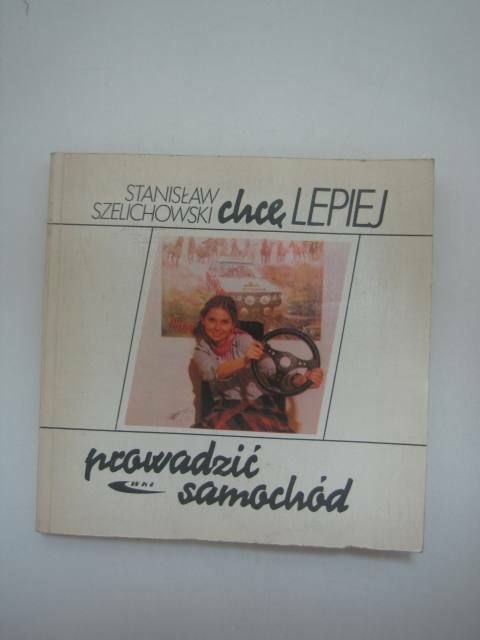 STANISŁAW
SZELICHOWSKI
chcę LEPIEJ
prowadzić
samochód